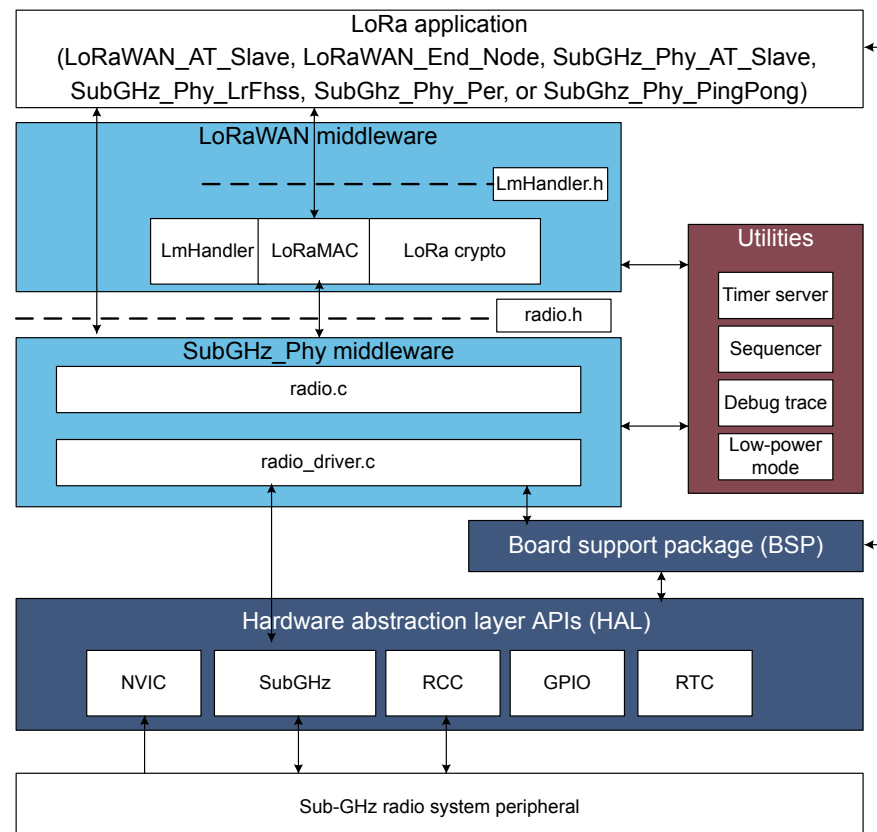 LoRa application
(LoRaWAN_AT_Slave, LoRaWAN_End_Node, SubGHz_Phy_AT_Slave,
SubGHz_Phy_LrFhss, SubGhz_Phy_Per, or SubGhz_Phy_PingPong)
LoRaWAN middleware
LmHandler.h
LmHandler
LoRaMAC
LoRa crypto
radio.h
SubGHz_Phy middleware
radio.c
radio_driver.c
Utilities
Timer server
Sequencer
Debug trace
Low-power
mode
Board support package (BSP)
Hardware abstraction layer APIs (HAL)
NVIC
SubGHz
RCC
GPIO
RTC
Sub-GHz radio system peripheral